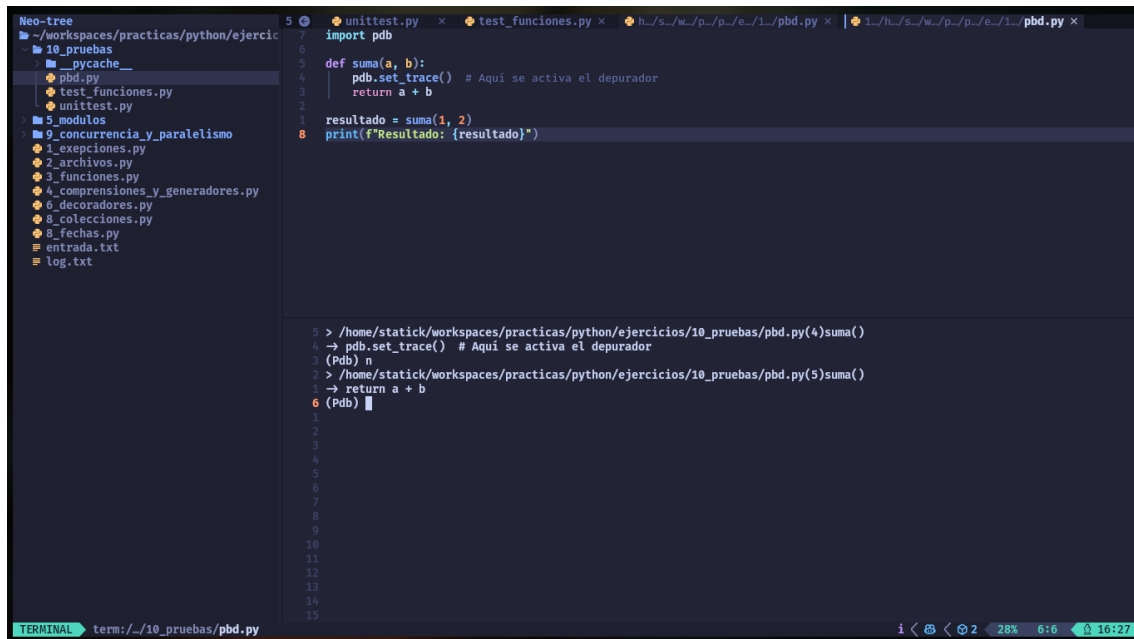 Neo-tree
~/workspaces/practicas/python/ejercic
10_pruebas
__pycache__
pbd.py
test_funciones.py
unittest.py
5_modulos
9_concurrencia_y_paralelismo
1_exepciones.py
2_archivos.py
3_funciones.py
4_comprensiones_y_generadores.py
6_decoradores.py
8_colecciones.py
8_fechas.py
entrada.txt
log.txt
5 unittest.py × test_funciones.py × h…/s…/w…/p…/p…/e…/1…/pbd.py × 1…/h…/s…/w…/p…/p…/e…/1…/pbd.py ×
7 import pdb
6
5 def suma(a, b):
4 pdb.set_trace() # Aquí se activa el depurador
3 return a + b
2
1 resultado = suma(1, 2)
8 print(f"Resultado: {resultado}")
5 > /home/statick/workspaces/practicas/python/ejercicios/10_pruebas/pbd.py(4)suma()
4 → pdb.set_trace() # Aquí se activa el depurador
3 (Pdb) n
2 > /home/statick/workspaces/practicas/python/ejercicios/10_pruebas/pbd.py(5)suma()
1 → return a + b
6 (Pdb)
1
2
3
4
5
6
7
8
9
10
11
12
13
14
15
TERMINAL term:/…/10_pruebas/pbd.py i 2 28% 6:6 16:27